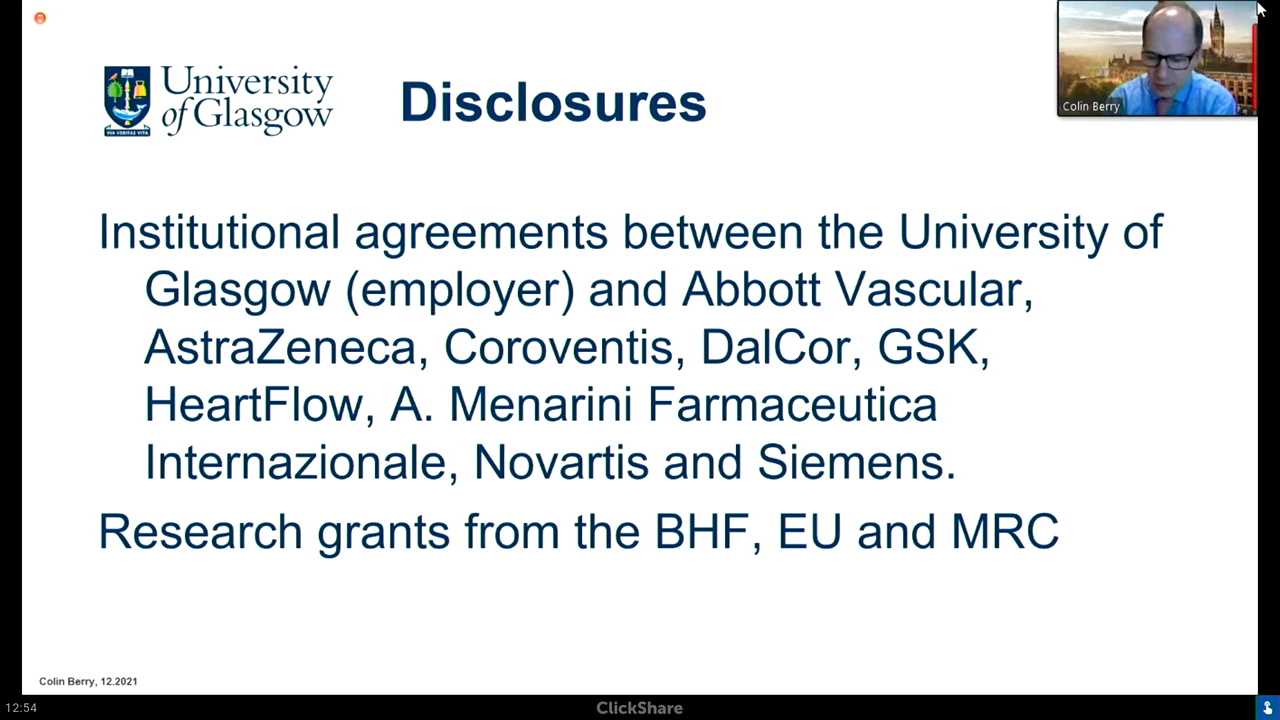 University
of Glasgow
VIA VERITAS VITA
Disclosures
Colin Berry
Institutional agreements between the University of
Glasgow (employer) and Abbott Vascular,
AstraZeneca, Coroventis, DalCor, GSK,
HeartFlow, A. Menarini Farmaceutica
Internazionale, Novartis and Siemens.
Research grants from the BHF, EU and MRC
Colin Berry, 12.2021
12:54
ClickShare